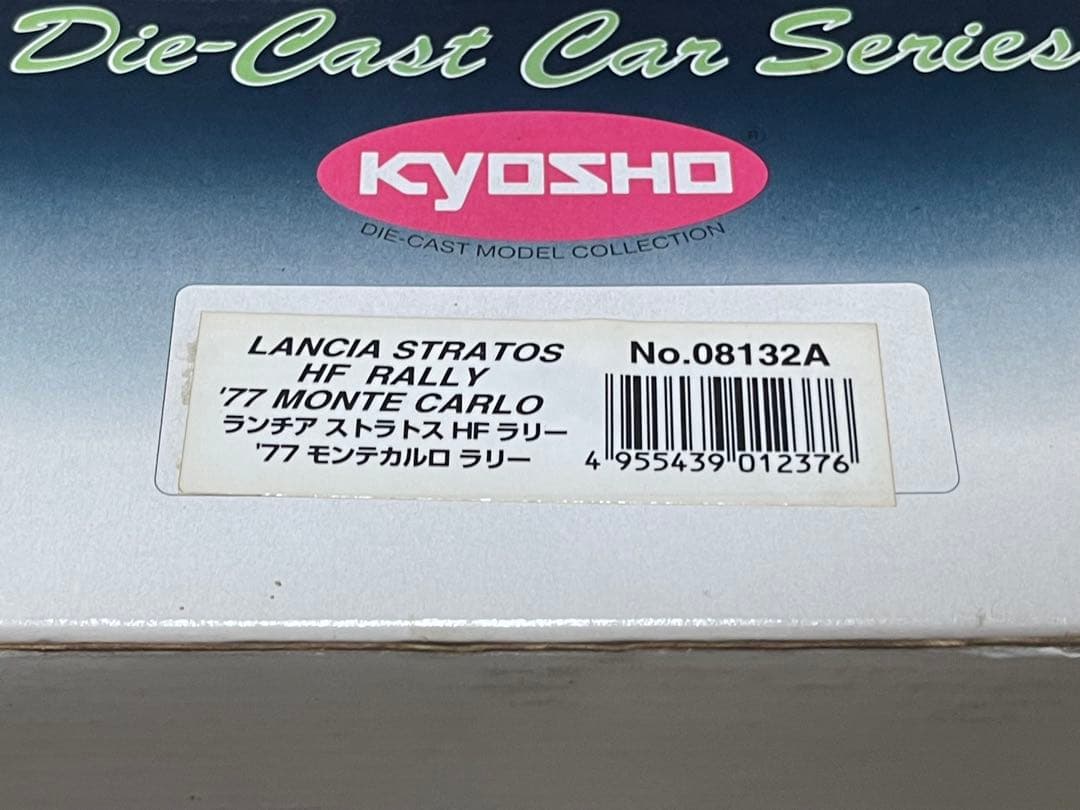 Die-Cast Car Series
KYOSHO ®
DIE-CAST MODEL COLLECTION
LANCIA STRATOS
HF RALLY
'77 MONTE CARLO
ランチア ストラトス HF ラリー
'77 モンテカルロ ラリー
No.08132A
4 955439 012376